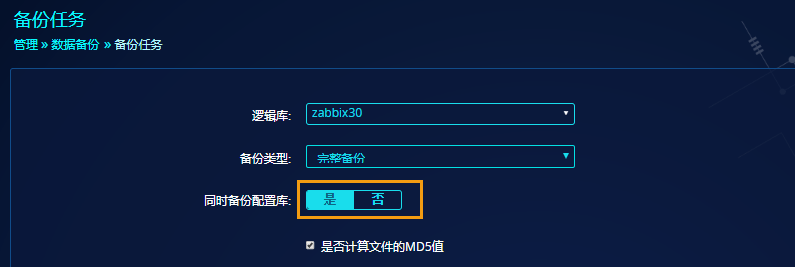 备份任务
管理 » 数据备份 » 备份任务
逻辑库: zabbix30
备份类型: 完整备份
同时备份配置库: 是 否
是否计算文件的MD5值